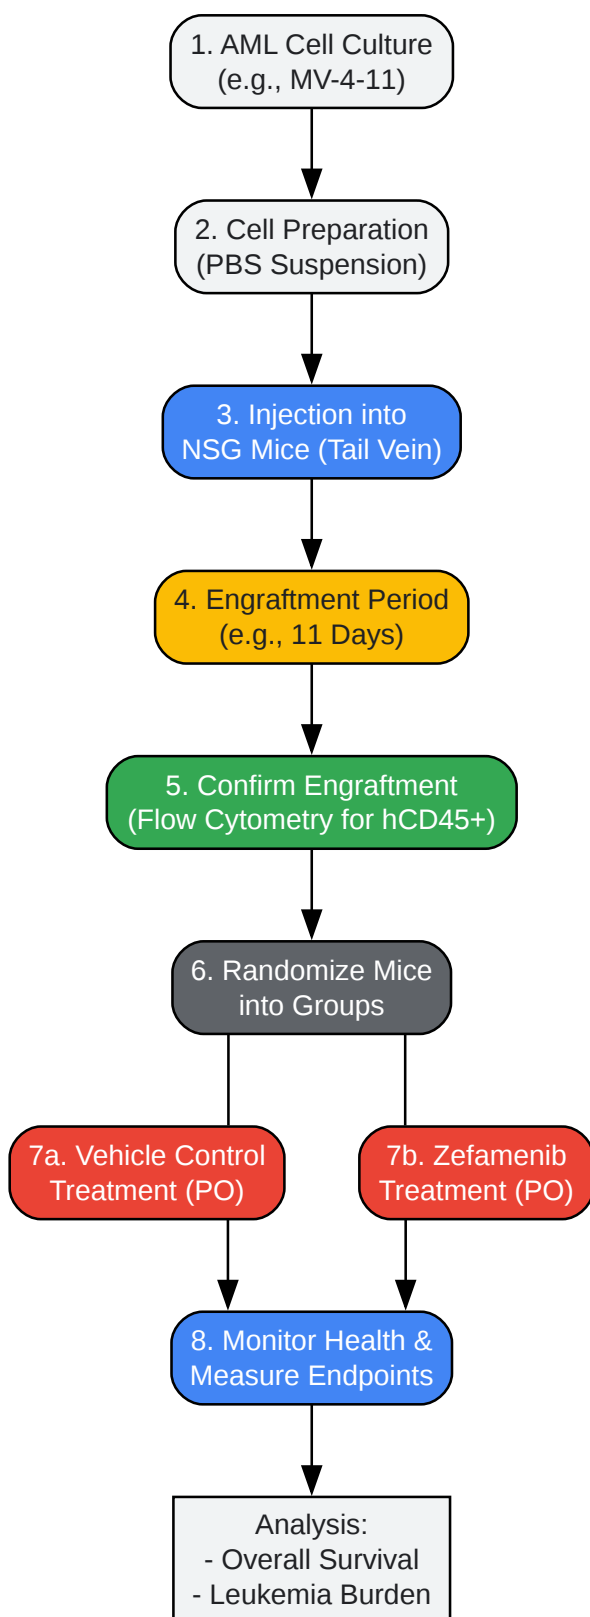 1. AML Cell Culture
(e.g., MV-4-11)
2. Cell Preparation
(PBS Suspension)
3. Injection into
NSG Mice (Tail Vein)
4. Engraftment Period
(e.g., 11 Days)
5. Confirm Engraftment
(Flow Cytometry for hCD45+)
6. Randomize Mice
into Groups
7a. Vehicle Control
Treatment (PO)
7b. Zefamenib
Treatment (PO)
8. Monitor Health &
Measure Endpoints
Analysis:
- Overall Survival
- Leukemia Burden